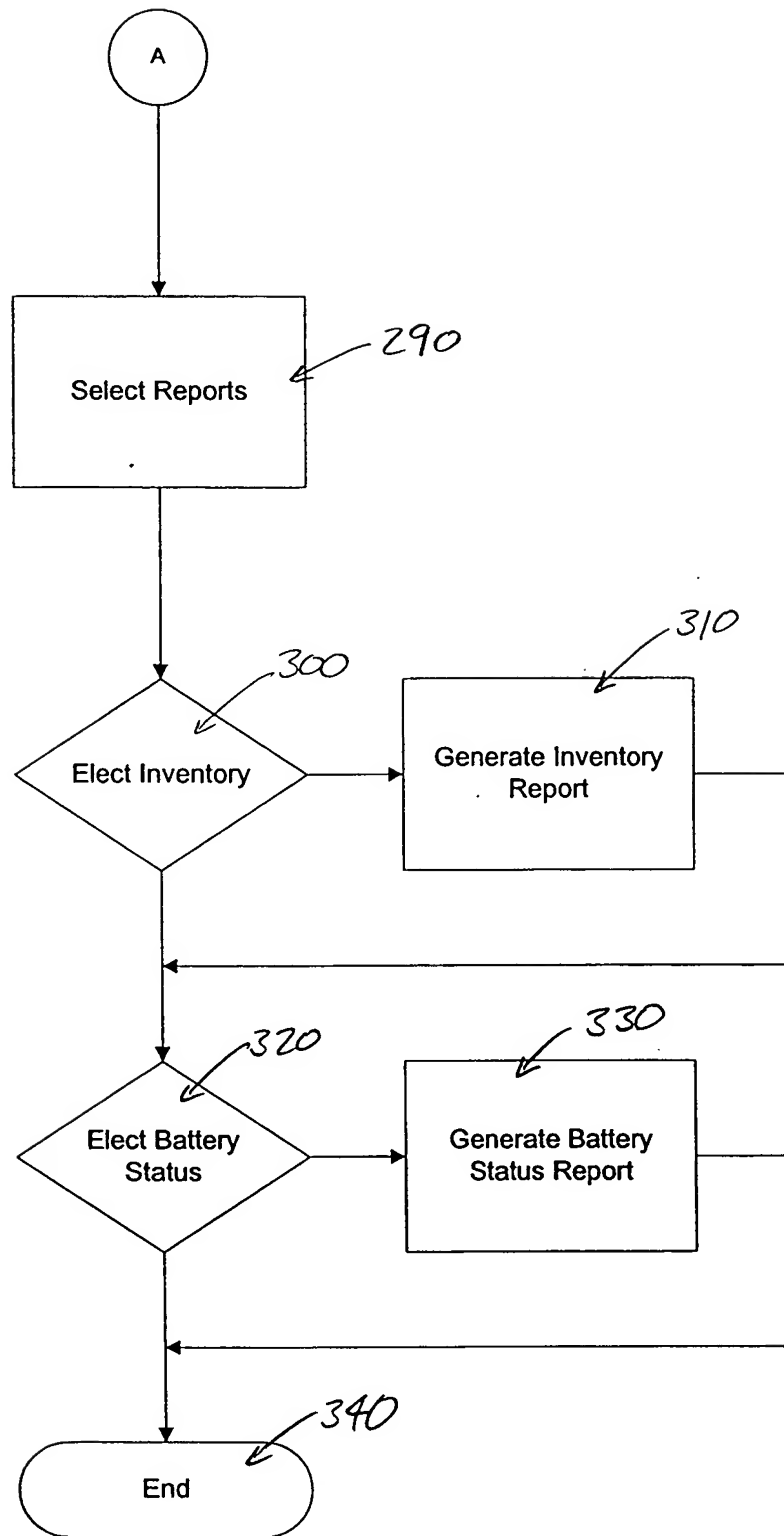 A
290
Select Reports
300
310
Elect Inventory
Generate Inventory
Report
320
330
Elect Battery
Status
Generate Battery
Status Report
340
End